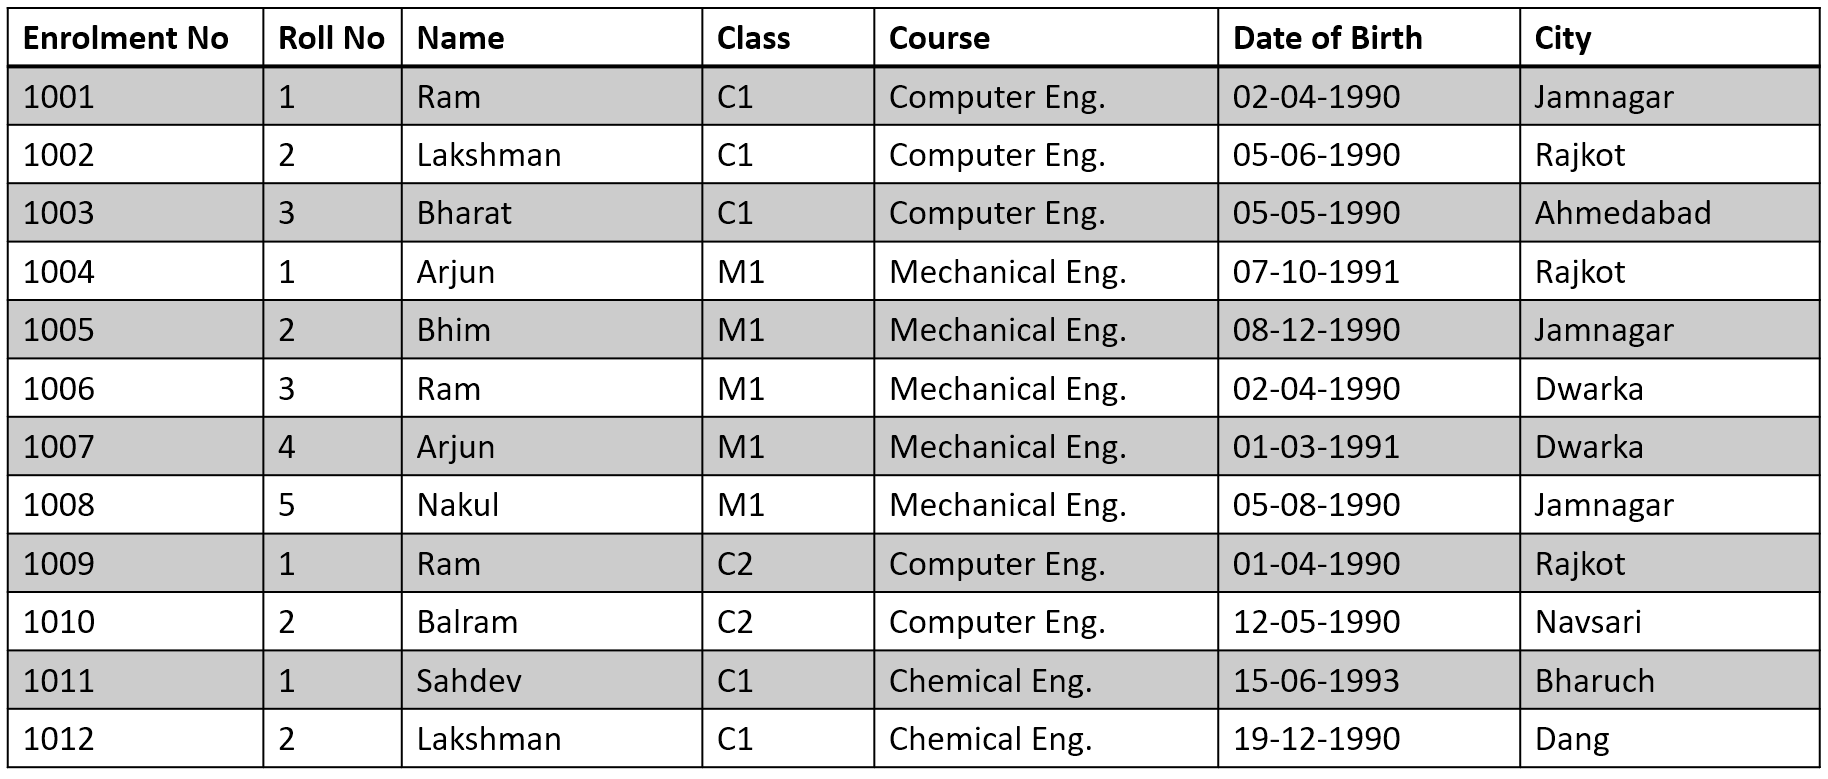 Enrolment No Roll No Name Class Course Date of Birth City
1001 1 Ram C1 Computer Eng. 02-04-1990 Jamnagar
1002 2 Lakshman C1 Computer Eng. 05-06-1990 Rajkot
1003 3 Bharat C1 Computer Eng. 05-05-1990 Ahmedabad
1004 1 Arjun M1 Mechanical Eng. 07-10-1991 Rajkot
1005 2 Bhim M1 Mechanical Eng. 08-12-1990 Jamnagar
1006 3 Ram M1 Mechanical Eng. 02-04-1990 Dwarka
1007 4 Arjun M1 Mechanical Eng. 01-03-1991 Dwarka
1008 5 Nakul M1 Mechanical Eng. 05-08-1990 Jamnagar
1009 1 Ram C2 Computer Eng. 01-04-1990 Rajkot
1010 2 Balram C2 Computer Eng. 12-05-1990 Navsari
1011 1 Sahdev C1 Chemical Eng. 15-06-1993 Bharuch
1012 2 Lakshman C1 Chemical Eng. 19-12-1990 Dang